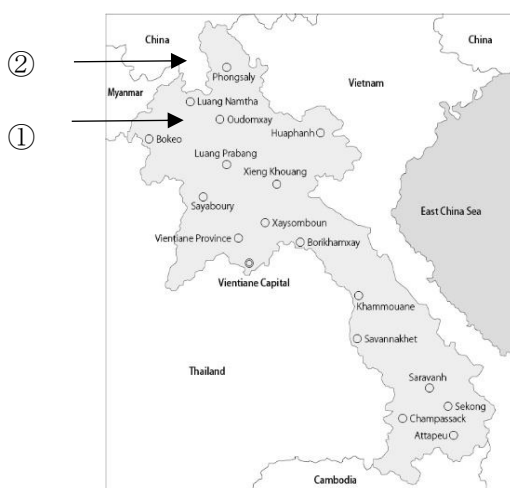 China
China
②
Phongsaly
Vietnam
Myanmar
Luang Namtha
①
Oudomxay
Huaphanh
Bokeo
Luang Prabang
Xieng Khouang
Sayaboury
East China Sea
Xaysomboun
Vientiane Province
Borikhamxay
Vientiane Capital
Khammouane
Savannakhet
Thailand
Saravanh
Sekong
Champassack
Attapeu
Cambodia